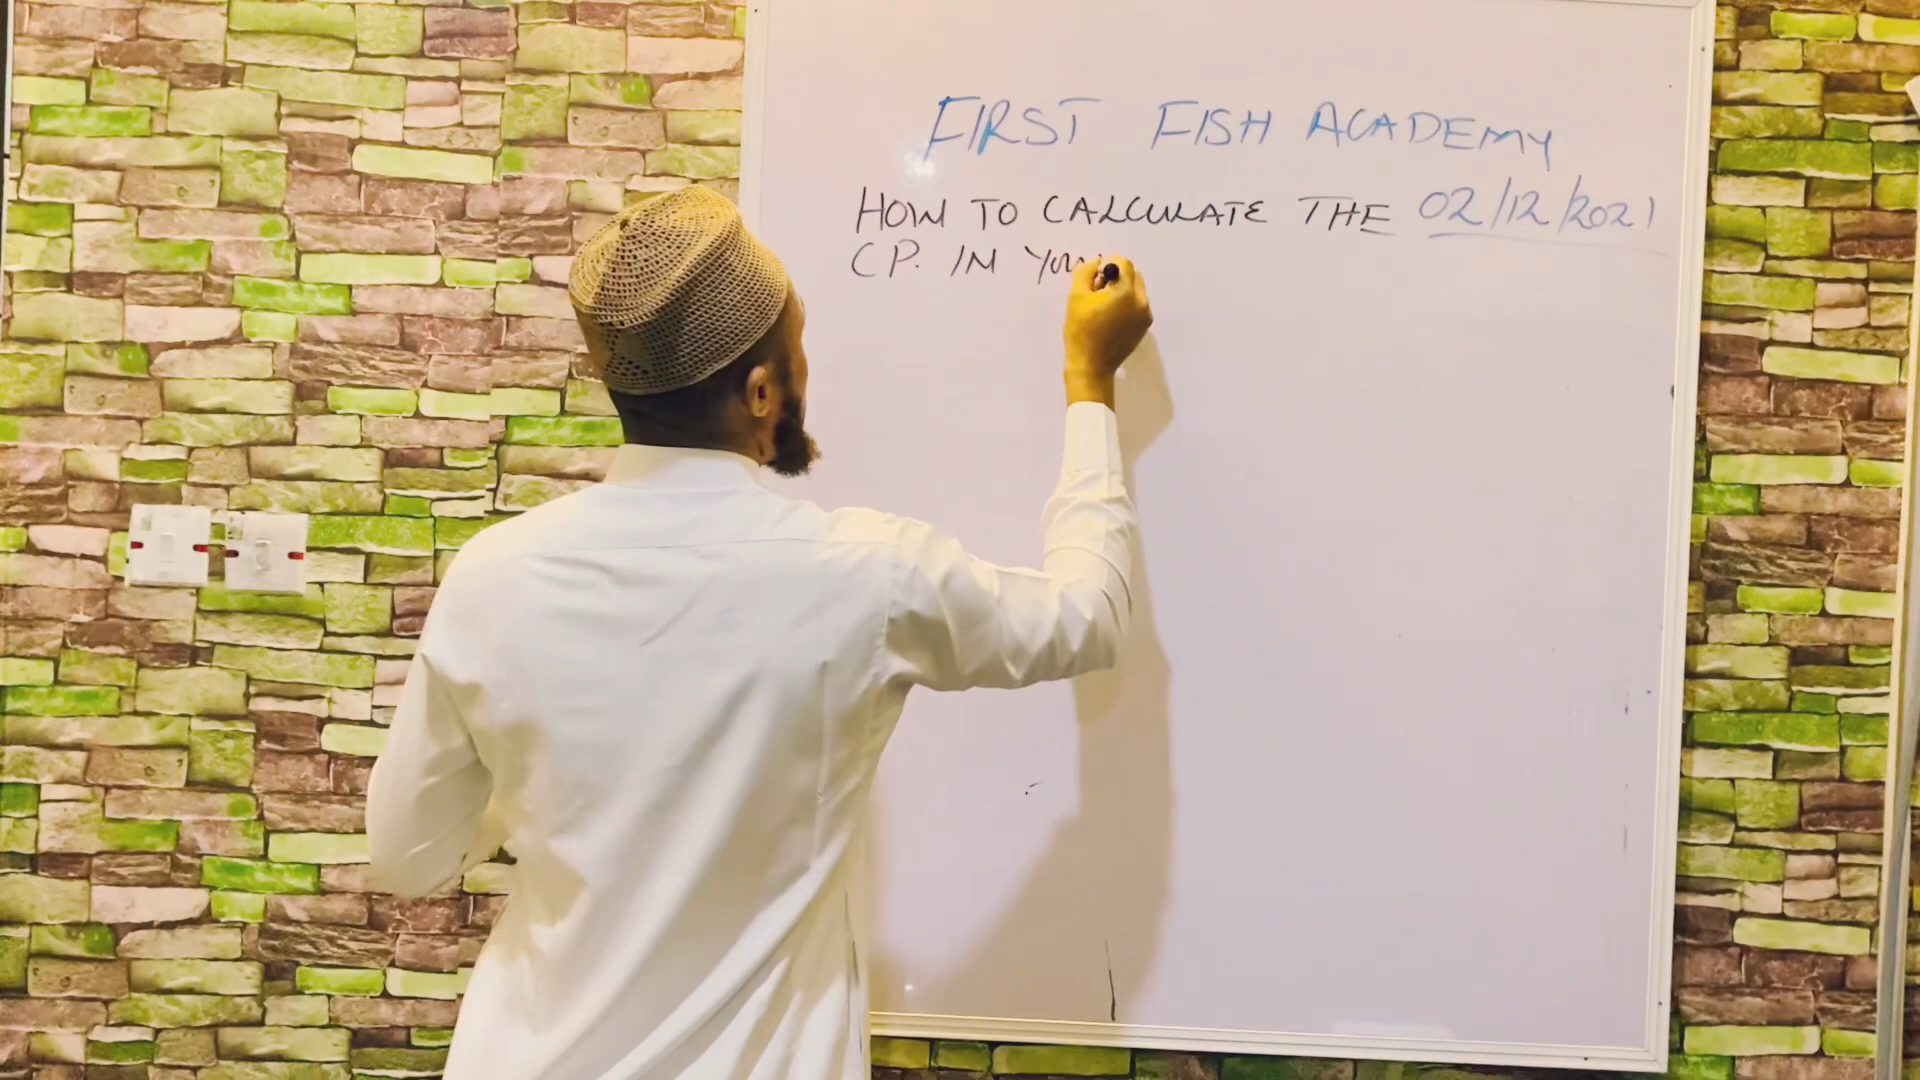 FIRST FISH ACADEMY
HOW TO CALCULATE THE 02/12/2021
CP. IN